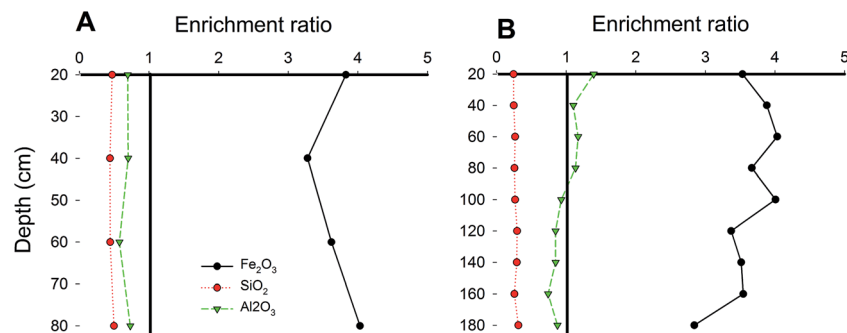 A
Enrichment ratio
0 1 2 3 4 5
Depth (cm)
20
30
40
50
60
70
80
Fe₂O₃
SiO₂
Al2O₃
B
Enrichment ratio
0 1 2 3 4 5
20
40
60
80
100
120
140
160
180